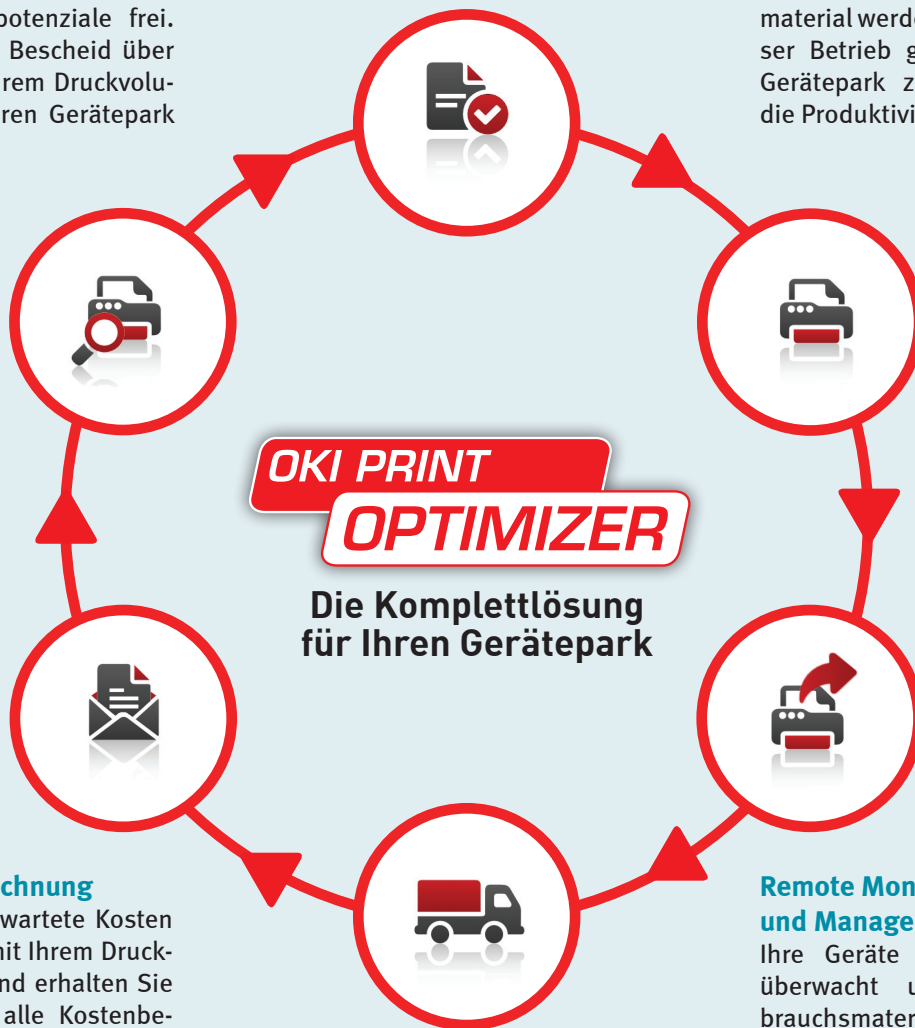 potenziale frei.
Bescheid über
rem Druckvolu-
ren Gerätepark
material werd
ser Betrieb
Gerätepark
die Produktivi
OKI PRINT
OPTIMIZER
Die Komplettlösung
für Ihren Gerätepark
chnung
wartete Kosten
mit Ihrem Druck-
nd erhalten Sie
alle Kostenbe-
Remote Mon
und Manage
Ihre Geräte
überwacht
brauchsmater